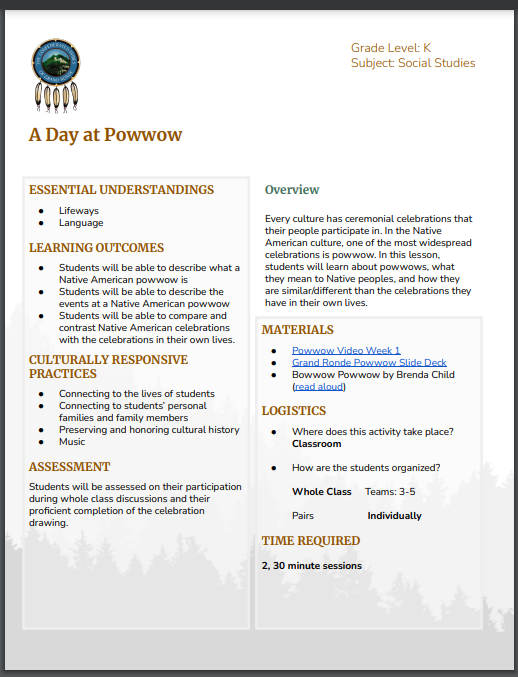 Grade Level: K
Subject: Social Studies
A Day at Powwow
ESSENTIAL UNDERSTANDINGS
● Lifeways
● Language
LEARNING OUTCOMES
● Students will be able to describe what a
Native American powwow is
● Students will be able to describe the
events at a Native American powwow
● Students will be able to compare and
contrast Native American celebrations
with the celebrations in their own lives.
CULTURALLY RESPONSIVE
PRACTICES
● Connecting to the lives of students
● Connecting to students' personal
families and family members
● Preserving and honoring cultural history
● Music
ASSESSMENT
Students will be assessed on their participation
during whole class discussions and their
proficient completion of the celebration
drawing.
Overview
Every culture has ceremonial celebrations that
their people participate in. In the Native
American culture, one of the most widespread
celebrations is powwow. In this lesson,
students will learn about powwows, what
they mean to Native peoples, and how they
are similar/different than the celebrations they
have in their own lives.
MATERIALS
● Powwow Video Week 1
● Grand Ronde Powwow Slide Deck
● Bowwow Powwow by Brenda Child
(read aloud)
LOGISTICS
● Where does this activity take place?
Classroom
● How are the students organized?
Whole Class Teams: 3-5
Pairs Individually
TIME REQUIRED
2, 30 minute sessions